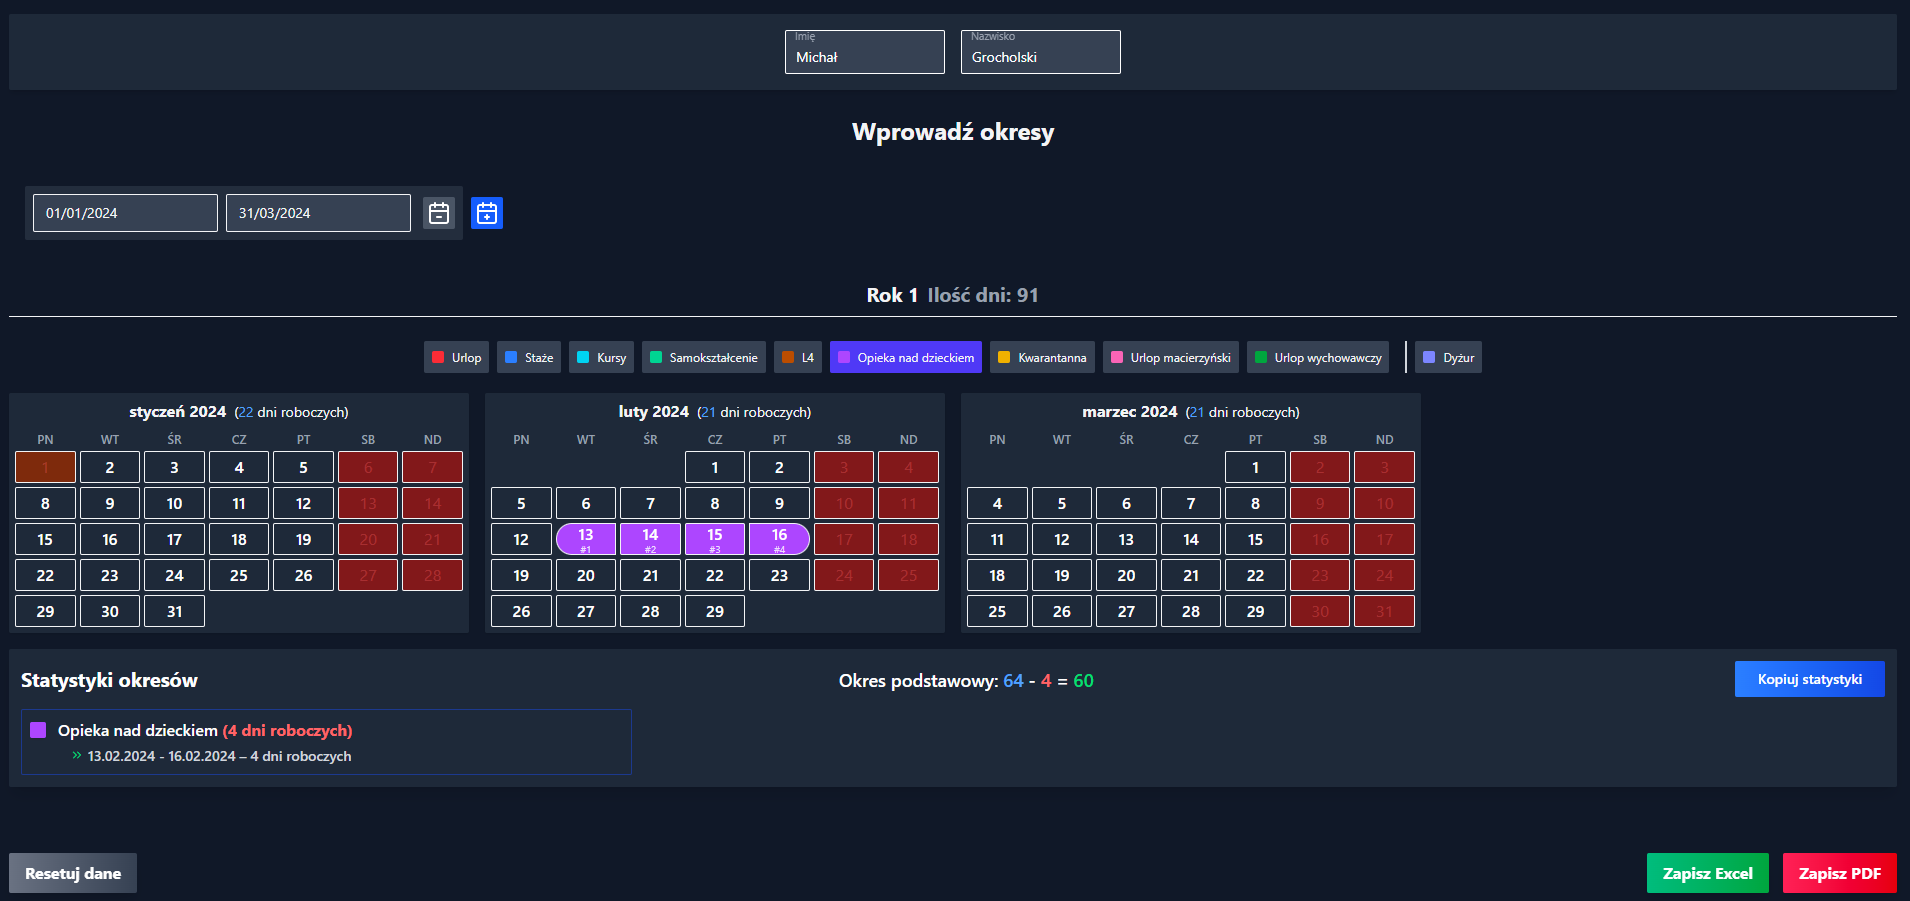 Imię
Michał
Nazwisko
Grocholski
Wprowadź okresy
01/01/2024 31/03/2024
Rok 1 Ilość dni: 91
Urlop Staże Kursy Samokształcenie L4 Opieka nad dzieckiem Kwarantanna Urlop macierzyński Urlop wychowawczy Dyżur
styczeń 2024 (22 dni roboczych)
PN WT ŚR CZ PT SB ND
1 2 3 4 5 6 7
8 9 10 11 12 13 14
15 16 17 18 19 20 21
22 23 24 25 26 27 28
29 30 31
luty 2024 (21 dni roboczych)
PN WT ŚR CZ PT SB ND
1 2 3 4
5 6 7 8 9 10 11
12 13 14 15 16 17 18
#1 #2 #3 #4
19 20 21 22 23 24 25
26 27 28 29
marzec 2024 (21 dni roboczych)
PN WT ŚR CZ PT SB ND
1 2 3
4 5 6 7 8 9 10
11 12 13 14 15 16 17
18 19 20 21 22 23 24
25 26 27 28 29 30 31
Statystyki okresów
Okres podstawowy: 64 - 4 = 60
Kopiuj statystyki
Opieka nad dzieckiem (4 dni roboczych)
» 13.02.2024 - 16.02.2024 – 4 dni roboczych
Resetuj dane
Zapisz Excel
Zapisz PDF